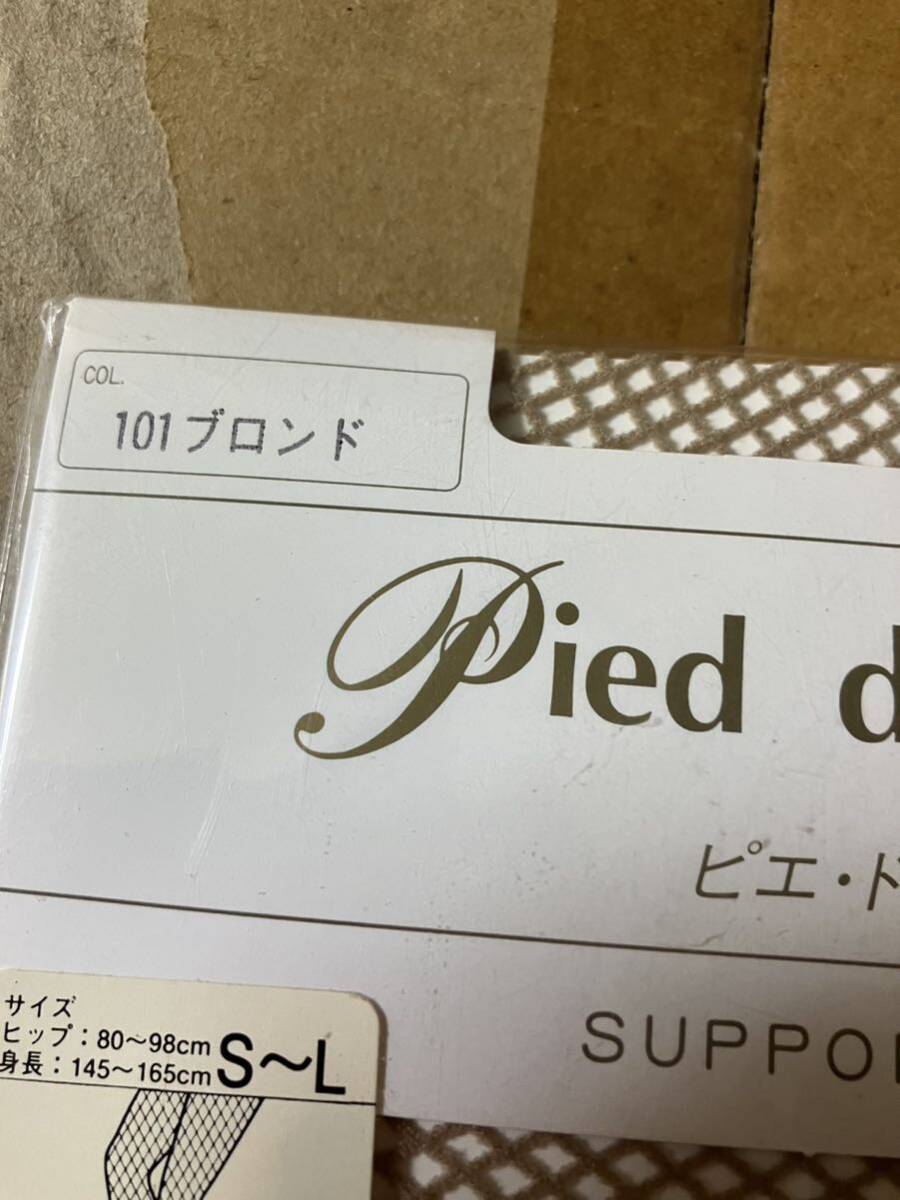 COL.
101ブロンド
Pied d
ピエ・ド
SUPPO
サイズ
ヒップ：80～98cm
身長：145～165cm S～L